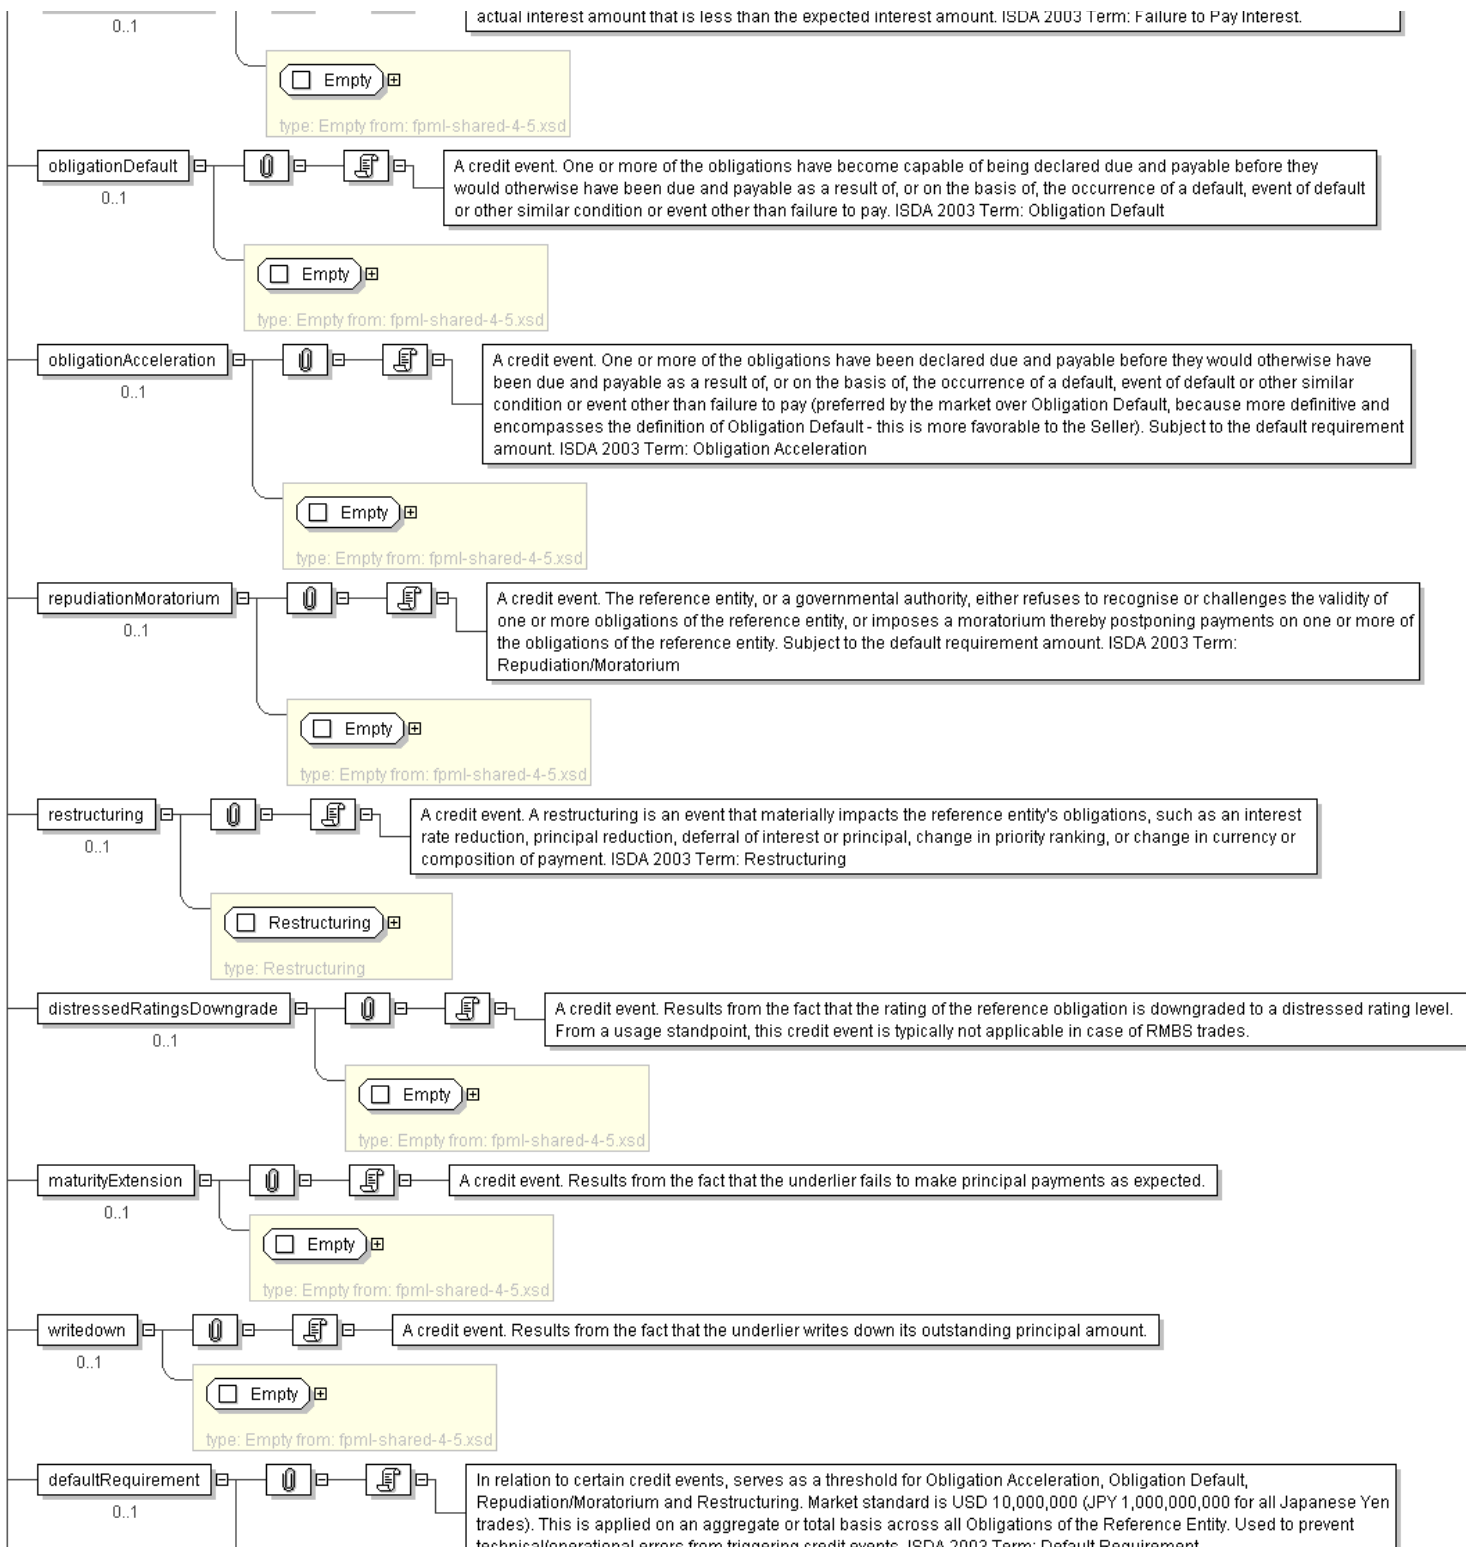 actual interest amount that is less than the expected interest amount. ISDA 2003 Term: Failure to Pay Interest.
0..1
Empty
type: Empty from: fpml-shared-4-5.xsd
obligationDefault
0..1
A credit event. One or more of the obligations have become capable of being declared due and payable before they
would otherwise have been due and payable as a result of, or on the basis of, the occurrence of a default, event of default
or other similar condition or event other than failure to pay. ISDA 2003 Term: Obligation Default
Empty
type: Empty from: fpml-shared-4-5.xsd
obligationAcceleration
0..1
A credit event. One or more of the obligations have been declared due and payable before they would otherwise have
been due and payable as a result of, or on the basis of, the occurrence of a default, event of default or other similar
condition or event other than failure to pay (preferred by the market over Obligation Default, because more definitive and
encompasses the definition of Obligation Default - this is more favorable to the Seller). Subject to the default requirement
amount. ISDA 2003 Term: Obligation Acceleration
Empty
type: Empty from: fpml-shared-4-5.xsd
repudiationMoratorium
0..1
A credit event. The reference entity, or a governmental authority, either refuses to recognise or challenges the validity of
one or more obligations of the reference entity, or imposes a moratorium thereby postponing payments on one or more of
the obligations of the reference entity. Subject to the default requirement amount. ISDA 2003 Term:
Repudiation/Moratorium
Empty
type: Empty from: fpml-shared-4-5.xsd
restructuring
0..1
A credit event. A restructuring is an event that materially impacts the reference entity's obligations, such as an interest
rate reduction, principal reduction, deferral of interest or principal, change in priority ranking, or change in currency or
composition of payment. ISDA 2003 Term: Restructuring
Restructuring
type: Restructuring
distressedRatingsDowngrade
0..1
A credit event. Results from the fact that the rating of the reference obligation is downgraded to a distressed rating level.
From a usage standpoint, this credit event is typically not applicable in case of RMBS trades.
Empty
type: Empty from: fpml-shared-4-5.xsd
maturityExtension
0..1
A credit event. Results from the fact that the underlier fails to make principal payments as expected.
Empty
type: Empty from: fpml-shared-4-5.xsd
writedown
0..1
A credit event. Results from the fact that the underlier writes down its outstanding principal amount.
Empty
type: Empty from: fpml-shared-4-5.xsd
defaultRequirement
0..1
In relation to certain credit events, serves as a threshold for Obligation Acceleration, Obligation Default,
Repudiation/Moratorium and Restructuring. Market standard is USD 10,000,000 (JPY 1,000,000,000 for all Japanese Yen
trades). This is applied on an aggregate or total basis across all Obligations of the Reference Entity. Used to prevent
technical/operational errors from triggering credit events. ISDA 2003 Term: Default Requirement